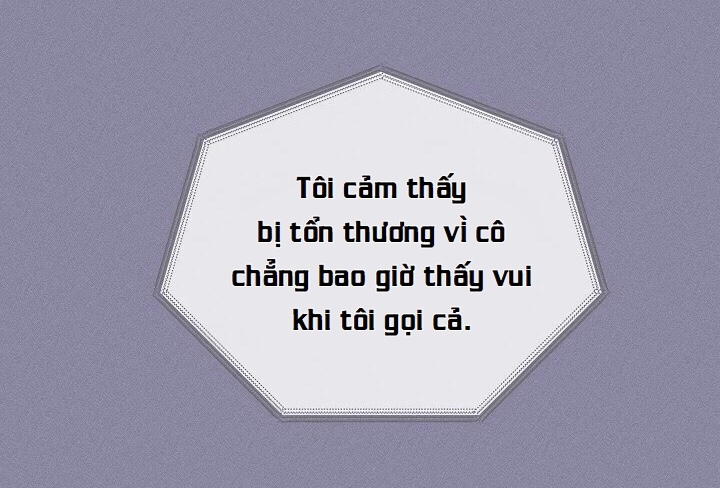 Tôi cảm thấy
bị tổn thương vì cô
chẳng bao giờ thấy vui
khi tôi gọi cả.